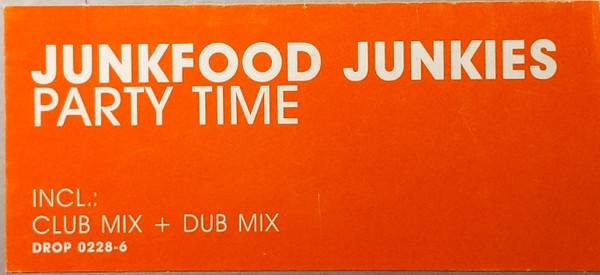 JUNKFOOD JUNKIES
PARTY TIME
INCL.:
CLUB MIX + DUB MIX
DROP 0228-6